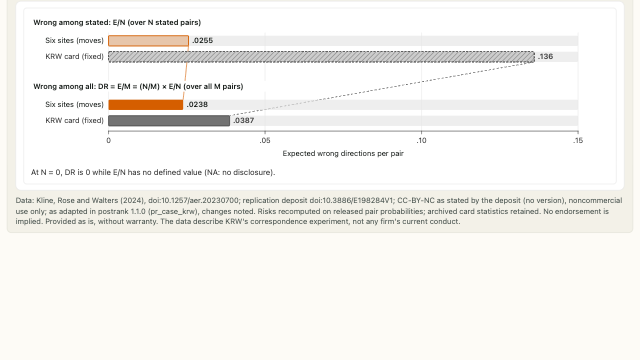 Wrong among stated: E/N (over N stated pairs)
Six sites (moves) .0255
KRW card (fixed) .136
Wrong among all: DR = E/M = (N/M) × E/N (over all M pairs)
Six sites (moves) .0238
KRW card (fixed) .0387
0 .05 .10 .15
Expected wrong directions per pair
At N = 0, DR is 0 while E/N has no defined value (NA: no disclosure).
Data: Kline, Rose and Walters (2024), doi:10.1257/aer.20230700; replication deposit doi:10.3886/E198284V1; CC-BY-NC as stated by the deposit (no version), noncommercial
use only; as adapted in postrank 1.1.0 (pr_case_krw), changes noted. Risks recomputed on released pair probabilities; archived card statistics retained. No endorsement is
implied. Provided as is, without warranty. The data describe KRW's correspondence experiment, not any firm's current conduct.